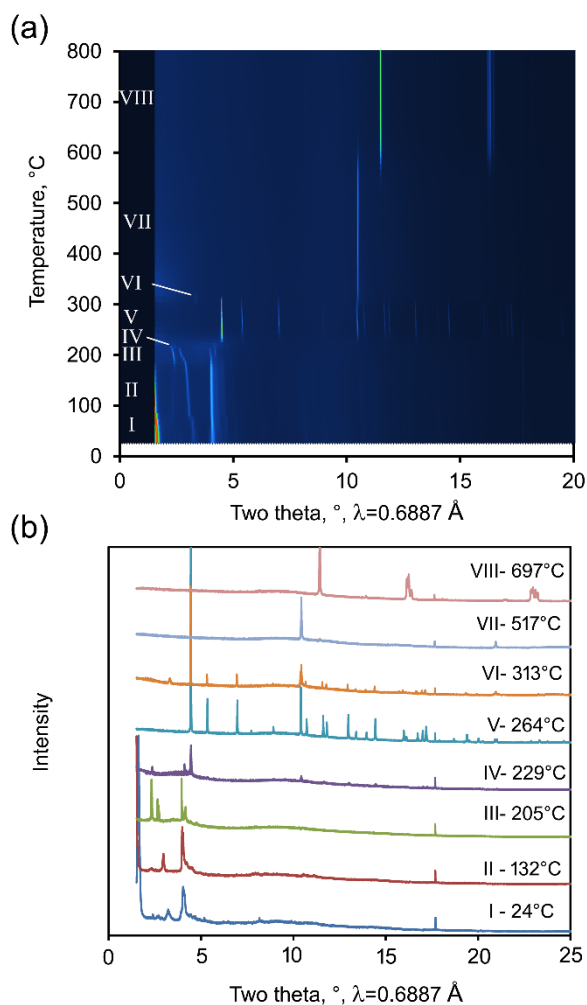 (a)
800
700
600
500
400
300
200
100
0
Temperature, °C
VIII
VII
VI
V
IV
III
II
I
0 5 10 15 20
Two theta, °, λ=0.6887 Å
(b)
Intensity
VIII- 697°C
VII- 517°C
VI- 313°C
V- 264°C
IV- 229°C
III- 205°C
II - 132°C
I - 24°C
0 5 10 15 20 25
Two theta, °, λ=0.6887 Å